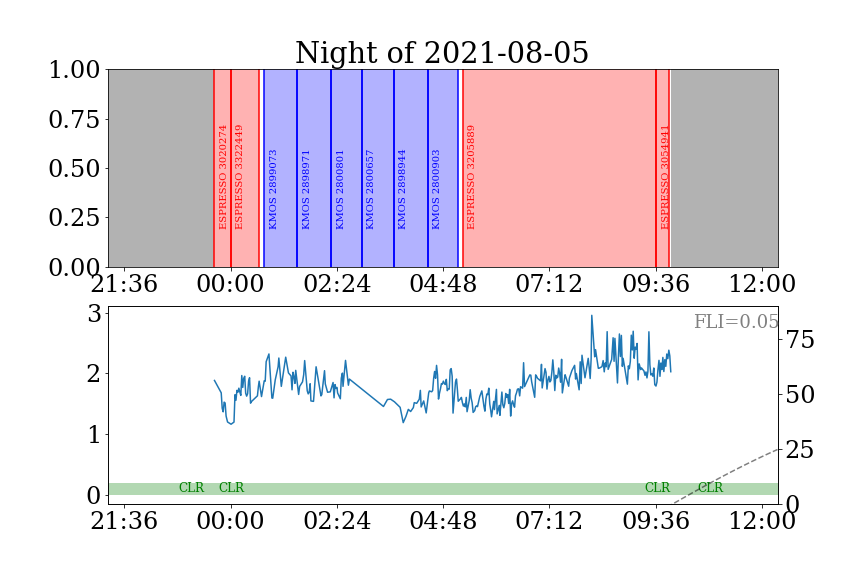 Night of 2021-08-05
1.00
0.75
0.50
0.25
0.00
ESPRESSO 3020274
ESPRESSO 3322449
KMOS 2899073
KMOS 2898971
KMOS 2800801
KMOS 2800657
KMOS 2898944
KMOS 2800903
ESPRESSO 3205889
ESPRESSO 3054941
21:36 00:00 02:24 04:48 07:12 09:36 12:00
3
2
1
0
FLI=0.05
75
50
25
0
CLR CLR CLR CLR
21:36 00:00 02:24 04:48 07:12 09:36 12:00